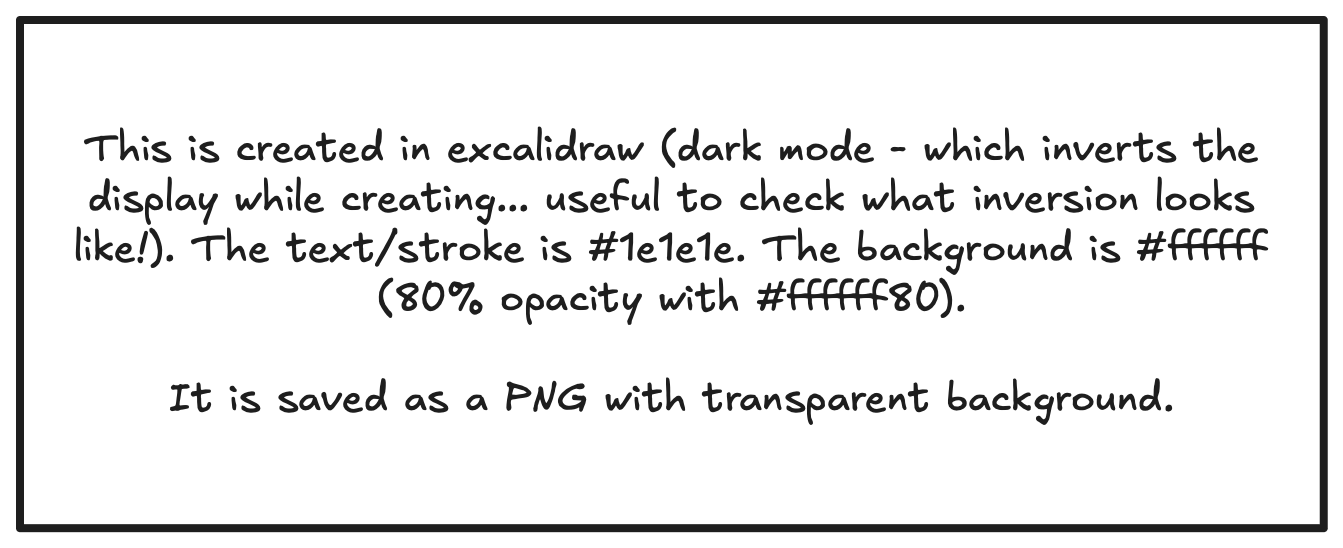 This is created in excalidraw (dark mode - which inverts the
display while creating... useful to check what inversion looks
like!). The text/stroke is #1e1e1e. The background is #ffffff
(80% opacity with #ffffff80).
It is saved as a PNG with transparent background.